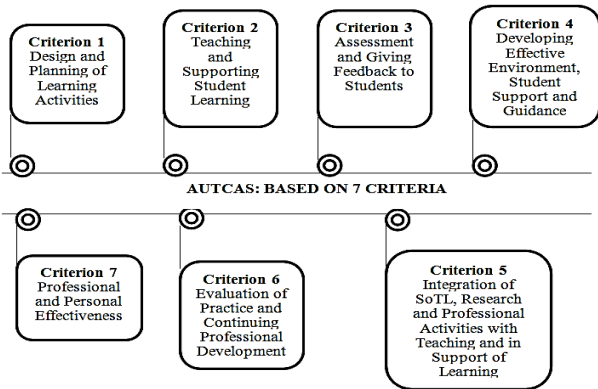 Criterion 1
Design and
Planning of
Learning
Activities
Criterion 2
Teaching
and
Supporting
Student
Learning
Criterion 3
Assessment
and Giving
Feedback to
Students
Criterion 4
Developing
Effective
Environment,
Student
Support and
Guidance
AUTCAS: BASED ON 7 CRITERIA
Criterion 7
Professional
and Personal
Effectiveness
Criterion 6
Evaluation of
Practice and
Continuing
Professional
Development
Criterion 5
Integration of
SoTL, Research
and Professional
Activities with
Teaching and in
Support of
Learning